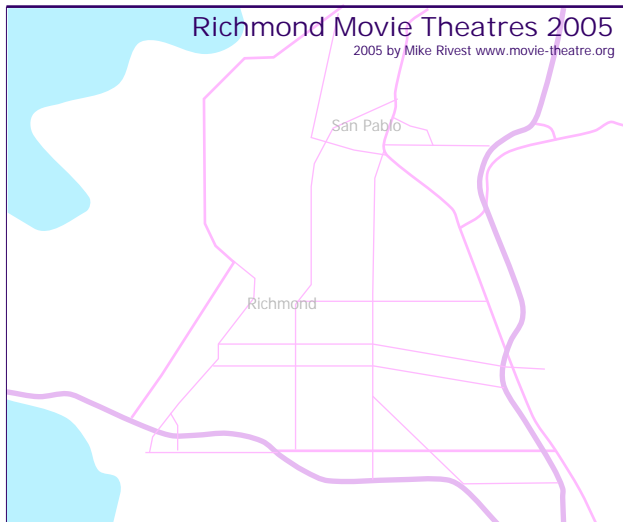 Richmond Movie Theatres 2005
2005 by Mike Rivest www.movie-theatre.org
San Pablo
Richmond